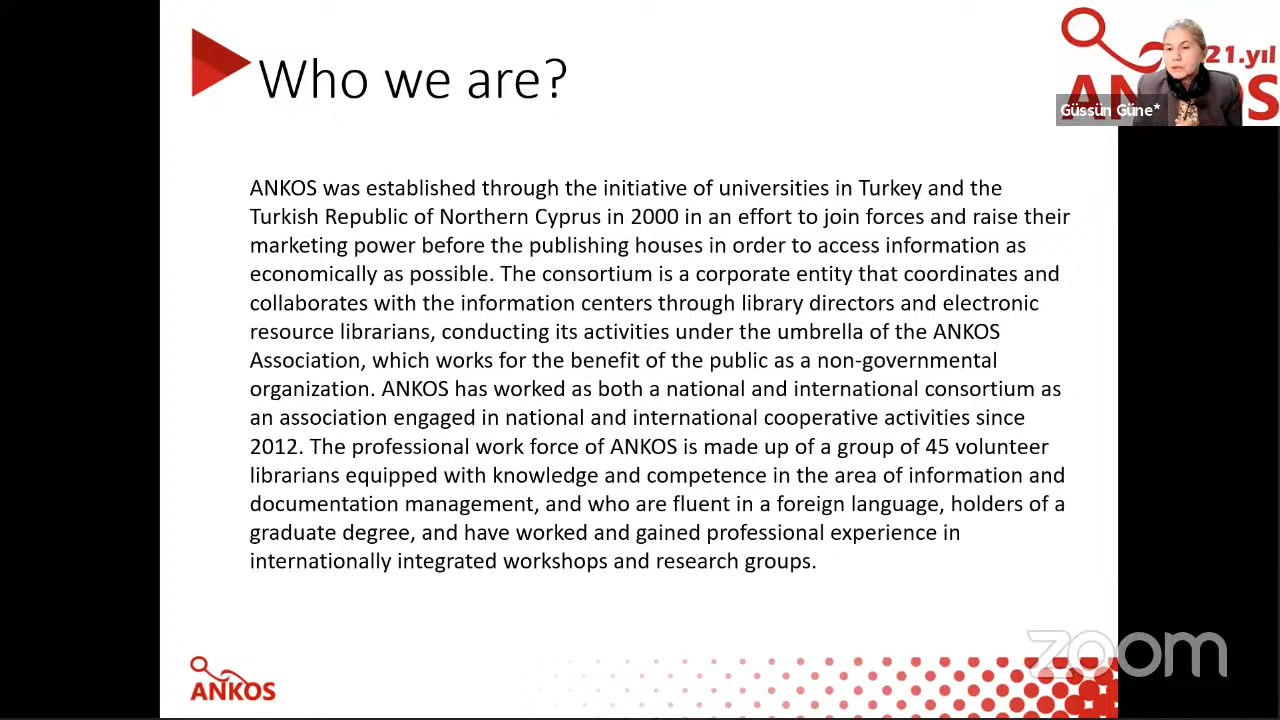 Who we are?
21.yıl
Güssün Güne*
ANKOS was established through the initiative of universities in Turkey and the
Turkish Republic of Northern Cyprus in 2000 in an effort to join forces and raise their
marketing power before the publishing houses in order to access information as
economically as possible. The consortium is a corporate entity that coordinates and
collaborates with the information centers through library directors and electronic
resource librarians, conducting its activities under the umbrella of the ANKOS
Association, which works for the benefit of the public as a non-governmental
organization. ANKOS has worked as both a national and international consortium as
an association engaged in national and international cooperative activities since
2012. The professional work force of ANKOS is made up of a group of 45 volunteer
librarians equipped with knowledge and competence in the area of information and
documentation management, and who are fluent in a foreign language, holders of a
graduate degree, and have worked and gained professional experience in
internationally integrated workshops and research groups.
zoom
ANKOS